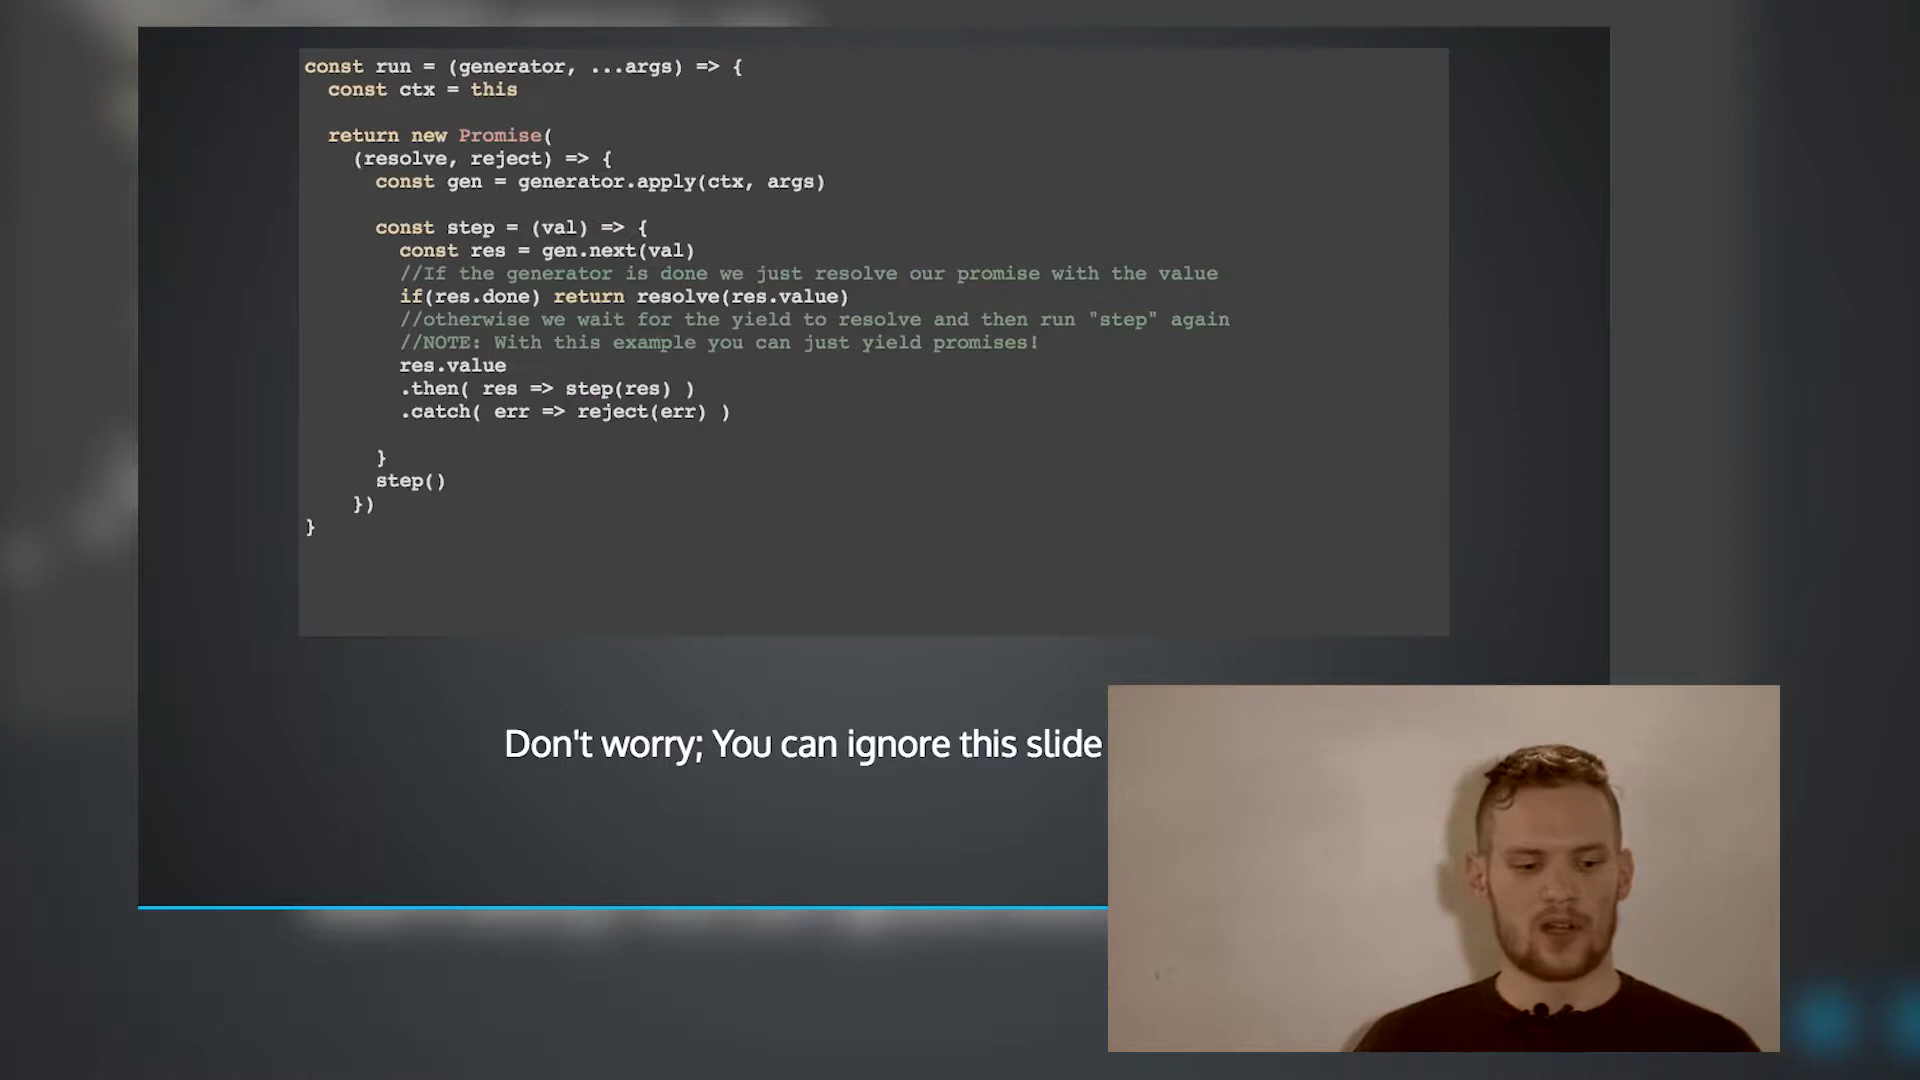 const run = (generator, ...args) => {
const ctx = this
return new Promise(
(resolve, reject) => {
const gen = generator.apply(ctx, args)
const step = (val) => {
const res = gen.next(val)
//If the generator is done we just resolve our promise with the value
if(res.done) return resolve(res.value)
//otherwise we wait for the yield to resolve and then run "step" again
//NOTE: With this example you can just yield promises!
res.value
.then( res => step(res) )
.catch( err => reject(err) )
}
step()
})
}
Don't worry; You can ignore this slide